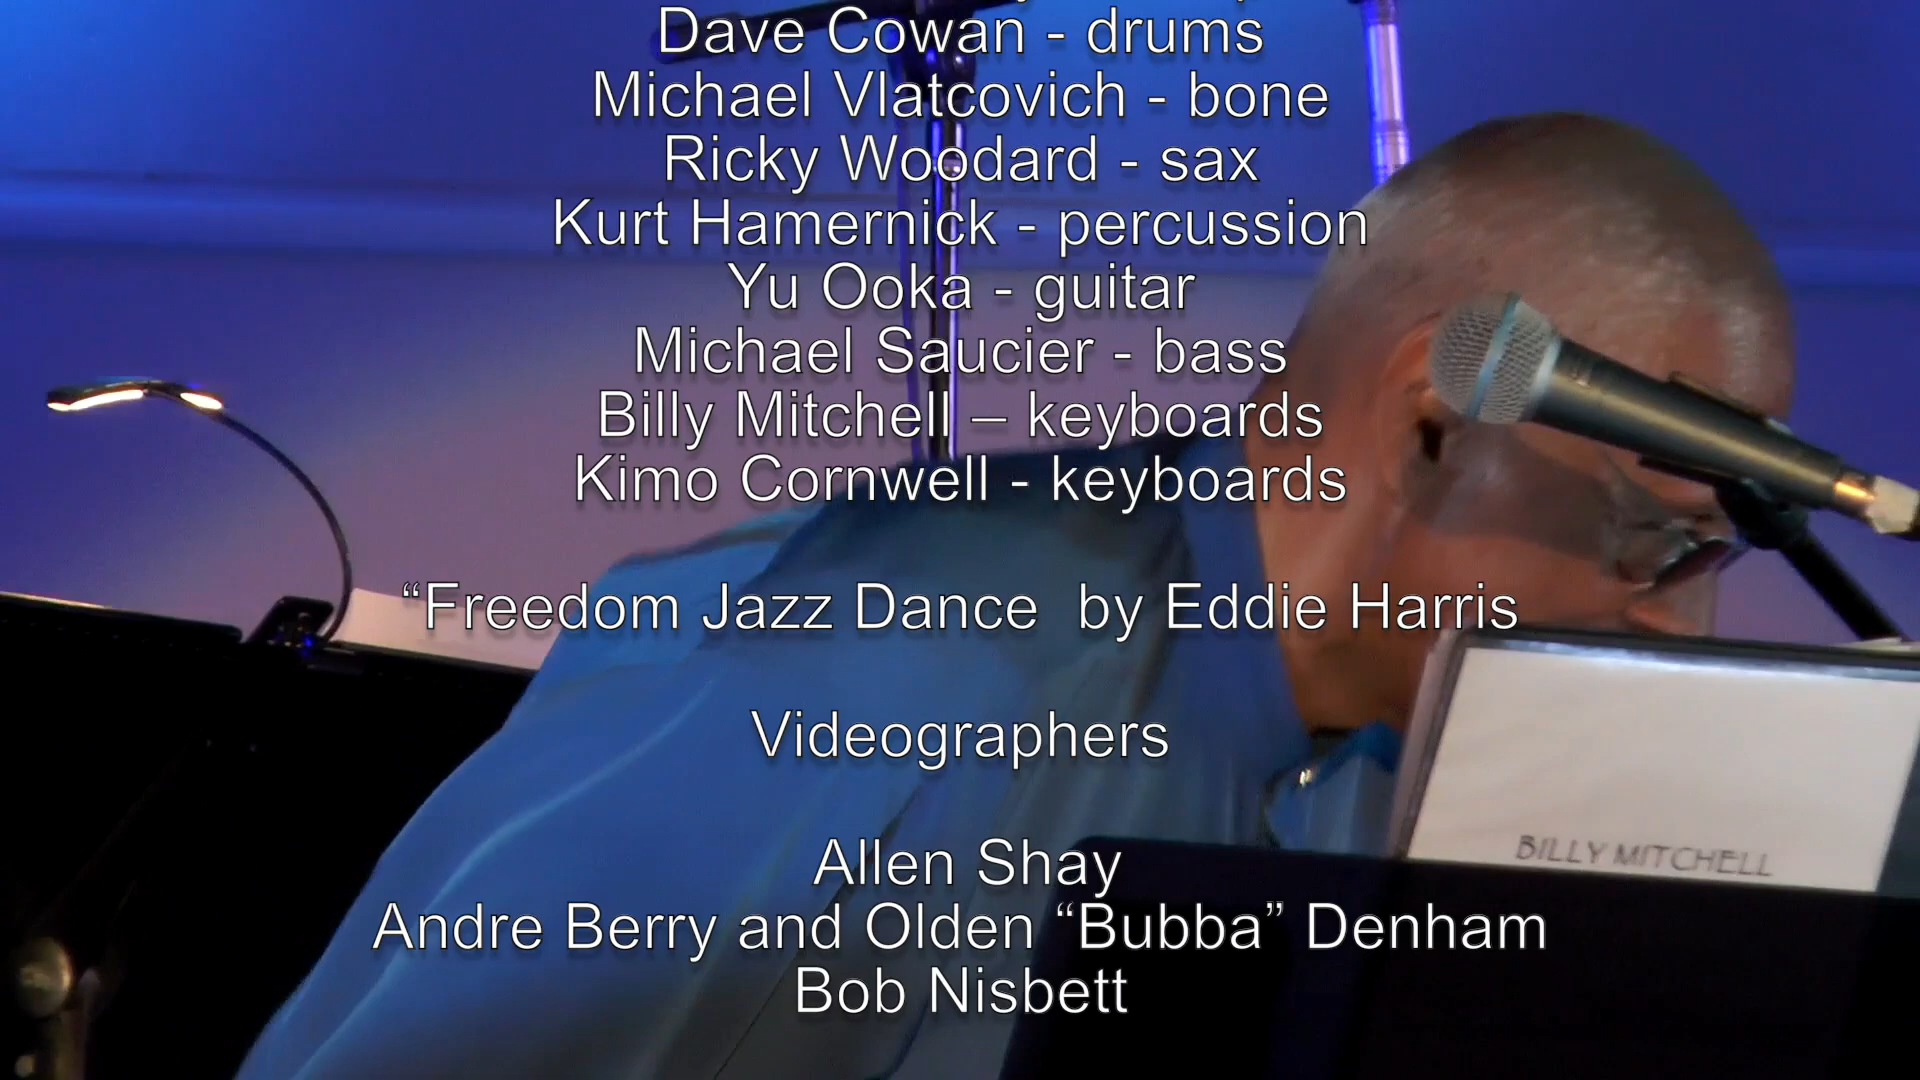 Dave Cowan - drums
Michael Vlatcovich - bone
Ricky Woodard - sax
Kurt Hamernick - percussion
Yu Ooka - guitar
Michael Saucier - bass
Billy Mitchell – keyboards
Kimo Cornwell - keyboards
“Freedom Jazz Dance  by Eddie Harris
Videographers
Allen Shay
Andre Berry and Olden “Bubba” Denham
Bob Nisbett
BILLY MITCHELL